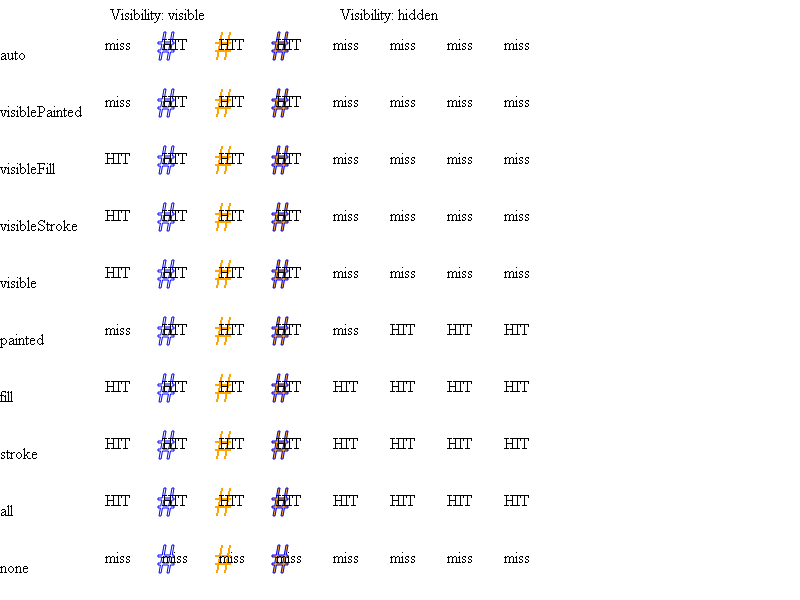 Visibility: visible Visibility: hidden
auto miss # HIT # HIT # HIT miss miss miss miss
visiblePainted miss # HIT # HIT # HIT miss miss miss miss
visibleFill HIT # HIT # HIT # HIT miss miss miss miss
visibleStroke HIT # HIT # HIT # HIT miss miss miss miss
visible HIT # HIT # HIT # HIT miss miss miss miss
painted miss # HIT # HIT # HIT miss HIT HIT HIT
fill HIT # HIT # HIT # HIT HIT HIT HIT HIT
stroke HIT # HIT # HIT # HIT HIT HIT HIT HIT
all HIT # HIT # HIT # HIT HIT HIT HIT HIT
none miss # miss # miss # miss miss miss miss miss